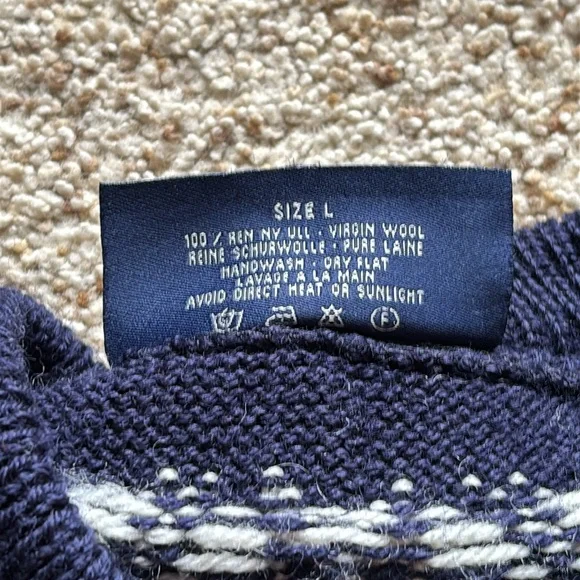 SIZE L
100% REN NY ULL · VIRGIN WOOL
REINE SCHURWOLLE · PURE LAINE
HANDWASH · DRY FLAT
LAVAGE A LA MAIN
AVOID DIRECT HEAT OR SUNLIGHT
F